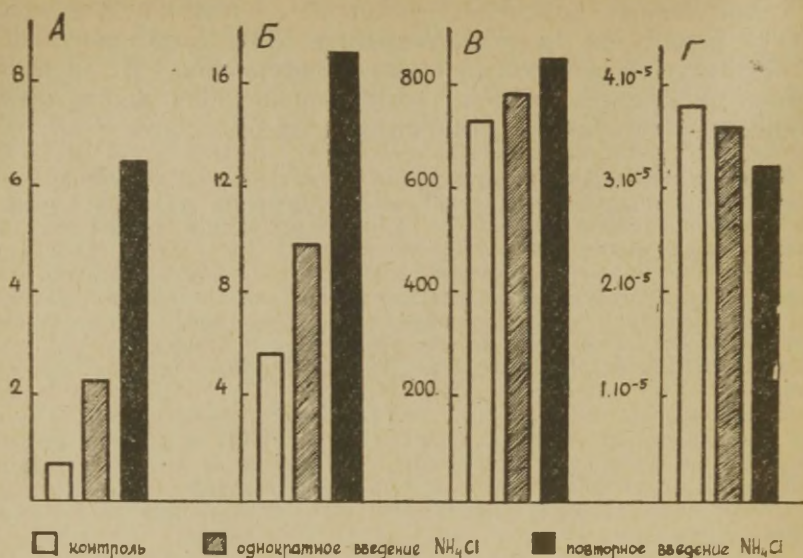 А Б В Г
8 16 800 4.10⁻⁵
6 12 600 3.10⁻⁵
4 8 400 2.10⁻⁵
2 4 200 1.10⁻⁵
контроль однократное введение NH₄Cl повторное введение NH₄Cl